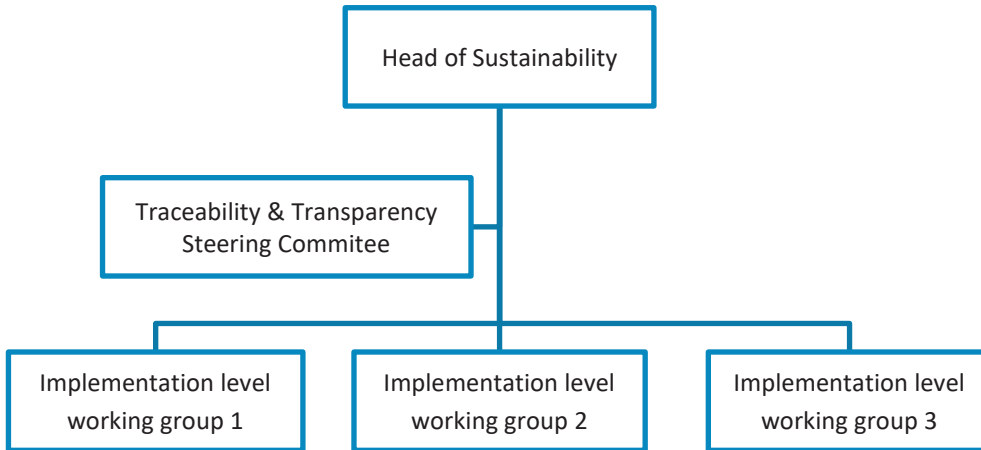 Head of Sustainability
Traceability & Transparency
Steering Commitee
Implementation level
working group 1
Implementation level
working group 2
Implementation level
working group 3